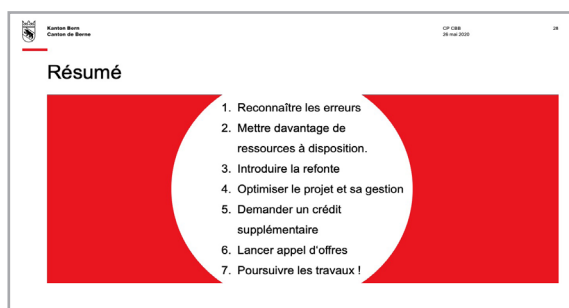 Kanton Bern
Canton de Berne
CP CBB
26 mai 2020
28
Résumé
1. Reconnaître les erreurs
2. Mettre davantage de
ressources à disposition.
3. Introduire la refonte
4. Optimiser le projet et sa gestion
5. Demander un crédit
supplémentaire
6. Lancer appel d'offres
7. Poursuivre les travaux !